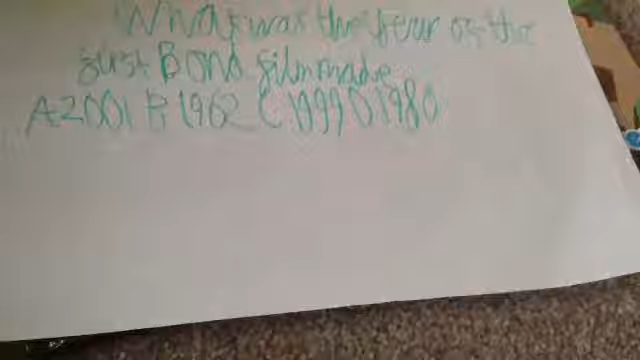 What was the year of the
first Bond film made
A 2001 B 1962 C 1999 D 1980